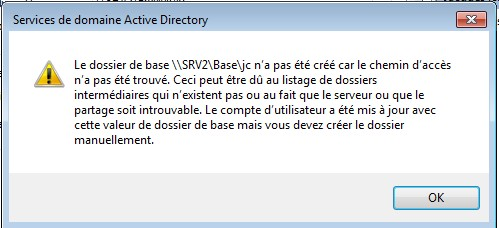 Services de domaine Active Directory
Le dossier de base \\SRV2\Base\jc n'a pas été créé car le chemin d'accès
n'a pas été trouvé. Ceci peut être dû au listage de dossiers
intermédiaires qui n'existent pas ou au fait que le serveur ou que le
partage soit introuvable. Le compte d'utilisateur a été mis à jour avec
cette valeur de dossier de base mais vous devez créer le dossier
manuellement.
OK